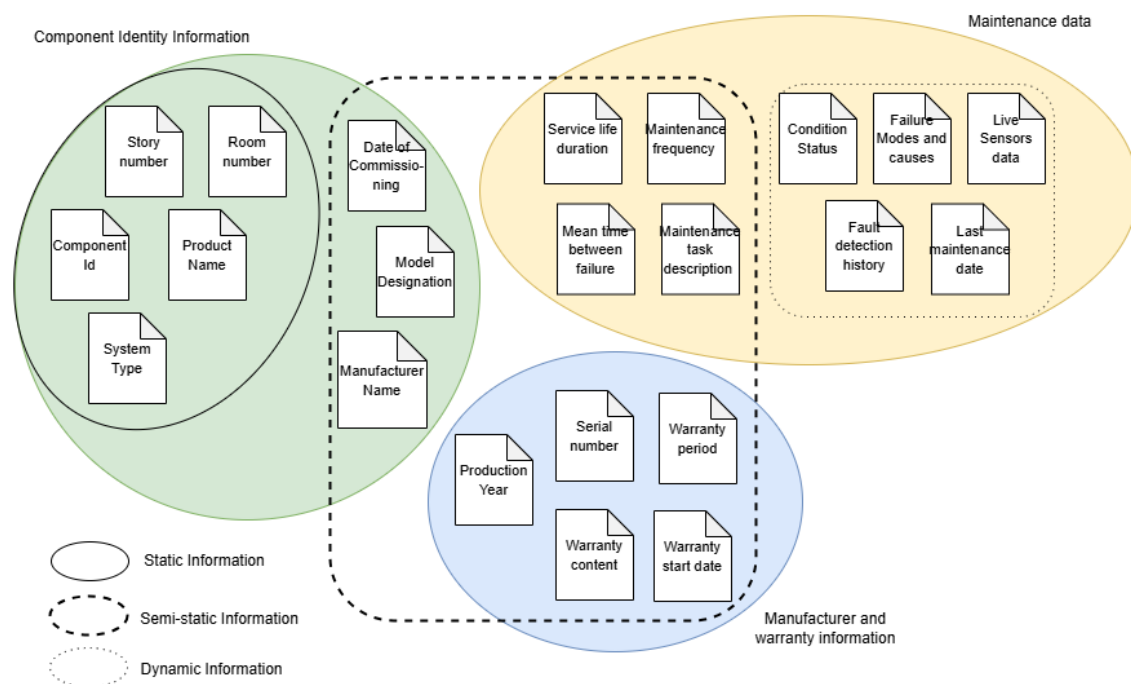 Component Identity Information
Maintenance data
Story
number
Room
number
Component
Id
Product
Name
System
Type
Date of
Commissio-
ning
Model
Designation
Manufacturer
Name
Service life
duration
Maintenance
frequency
Mean time
between
failure
Maintenance
task
description
Condition
Status
Failure
Modes and
causes
Live
Sensors
data
Fault
detection
history
Last
maintenance
date
Production
Year
Serial
number
Warranty
period
Warranty
content
Warranty
start date
Manufacturer and
warranty information
Static Information
Semi-static Information
Dynamic Information